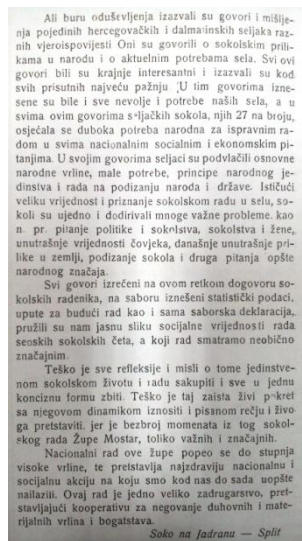 Ali buru oduševljenja izazvali su govori i mišlje-
nja pojedinih hercegovačkih i dalmatinskih seljaka raz-
nih vjeroispovijesti Oni su govorili o sokolskim prili-
kama u narodu i o aktuelnim potrebama sela. Svi ovi
govori bili su krajnje interesantni i izazvali su kod
svih prisutnih najveću pažnju U tim govorima izne-
sene su bile i sve nevolje i potrebe naših sela, a u
svima ovim govorima seljačkih sokola, njih 27 na broju,
osjećala se duboka potreba narodna za ispravnim ra-
dom u svima nacionalnim socialnim i ekonomskim pi-
tanjima. U svojim govorima seljaci su podvlačili osnovne
narodne vrline, male potrebe, principe narodnog je-
dinstva i rada na podizanju naroda i države. Ističući
veliku vrijednost i priznanje sokolskom radu u selu, so-
koli su ujedno i dodirivali mnoge važne probleme. kao
n. pr. pitanje politike i sokolstva, sokolstva i žene,
unutrašnje vrijednosti čovjeka, današnje unutrašnje pri-
like u zemlji, podizanje sokola i druga pitanja opšte
narodnog značaja.
Svi govori izrečeni na ovom retkom dogovoru so-
kolskih radenika, na saboru iznešeni statistički podaci,
upute za budući rad kao i sama saborska deklaracija,
pružili su nam jasnu sliku socijalne vrijednosti rada
seoskih sokolskih četa, a koji rad smatramo neobično
značajnim.
Teško je sve refleksije i misli o tome jedinstve-
nom sokolskom životu i radu sakupiti i sve u jednu
konciznu formu zbiti. Teško je taj zaista živi pokret
sa njegovom dinamikom iznositi i pisanom rečju i živo
ga pretstaviti. jer je bezbroj momenata iz tog sokol-
skog rada Župe Mostar, toliko važnih i značajnih.
Nacionalni rad ove župe popeo se do stupnja
visoke vrline, te pretstavlja najzdraviju nacionalnu i
socijalnu akciju na koju smo kod nas do sada uopšte
nailazili. Ovaj rad je jedno veliko zadrugarstvo, pret-
stavljajući kooperativu za negovanje duhovnih i mate-
rijalnih vrlina i bogatstava.
Soko na Jadranu — Split